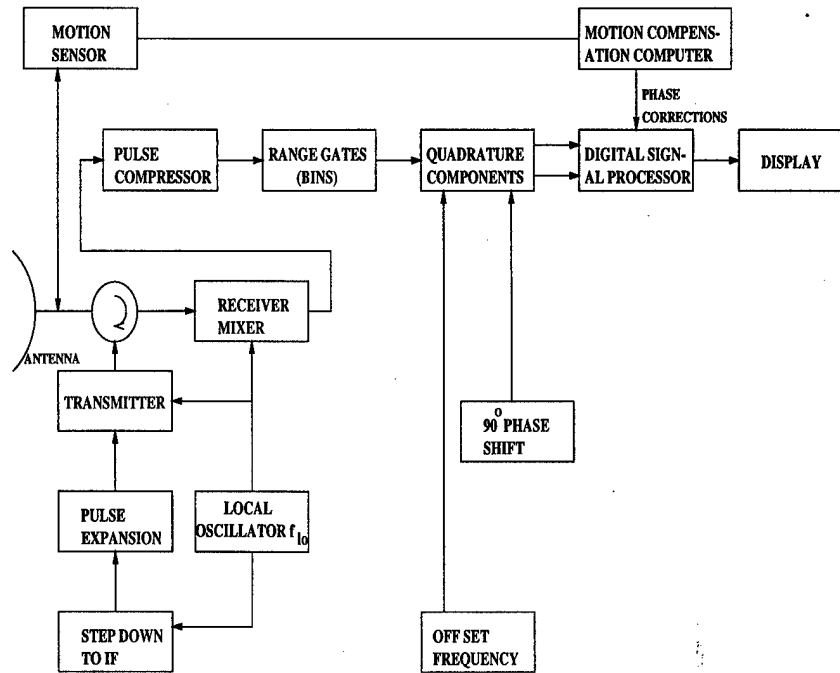 MOTION
SENSOR
MOTION COMPENS-
ATION COMPUTER
PHASE
CORRECTIONS
PULSE
COMPRESSOR
RANGE GATES
(BINS)
QUADRATURE
COMPONENTS
DIGITAL SIGN-
AL PROCESSOR
DISPLAY
RECEIVER
MIXER
ANTENNA
TRANSMITTER
90° PHASE
SHIFT
PULSE
EXPANSION
LOCAL
OSCILLATOR f lo
STEP DOWN
TO IF
OFF SET
FREQUENCY